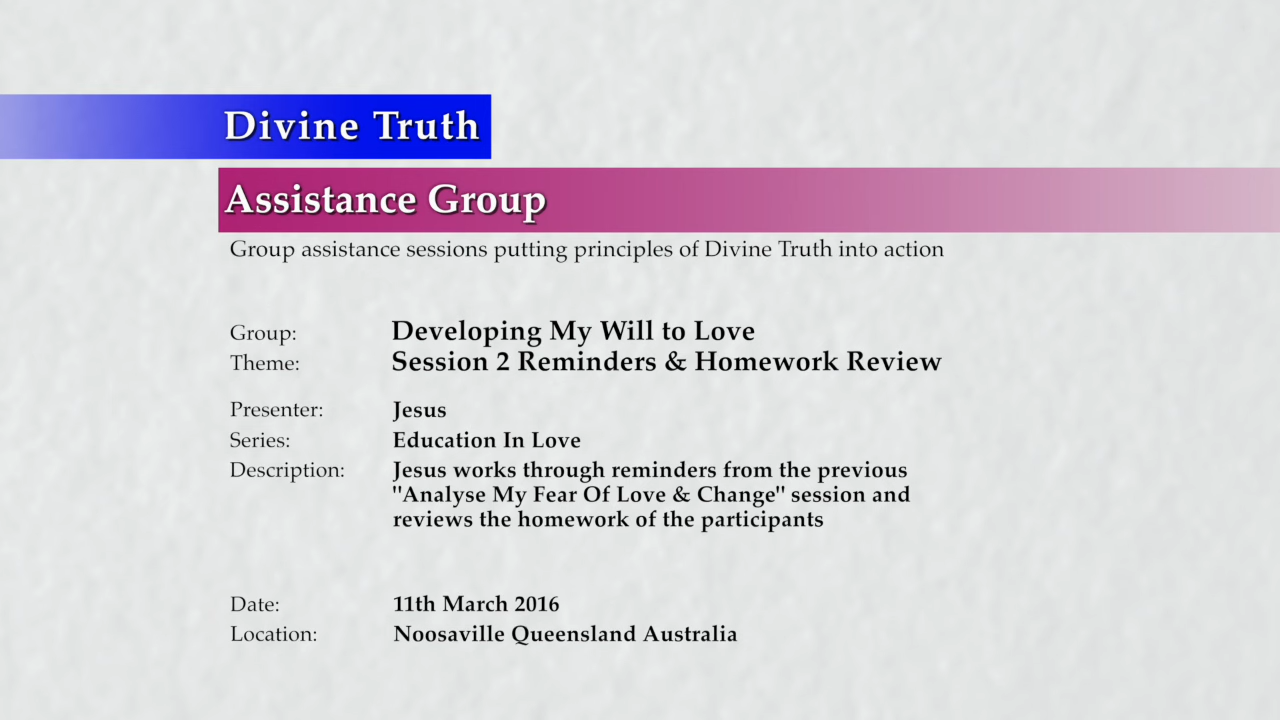 Divine Truth
Assistance Group
Group assistance sessions putting principles of Divine Truth into action
Group: Developing My Will to Love
Theme: Session 2 Reminders & Homework Review
Presenter: Jesus
Series: Education In Love
Description: Jesus works through reminders from the previous
"Analyse My Fear Of Love & Change" session and
reviews the homework of the participants
Date: 11th March 2016
Location: Noosaville Queensland Australia